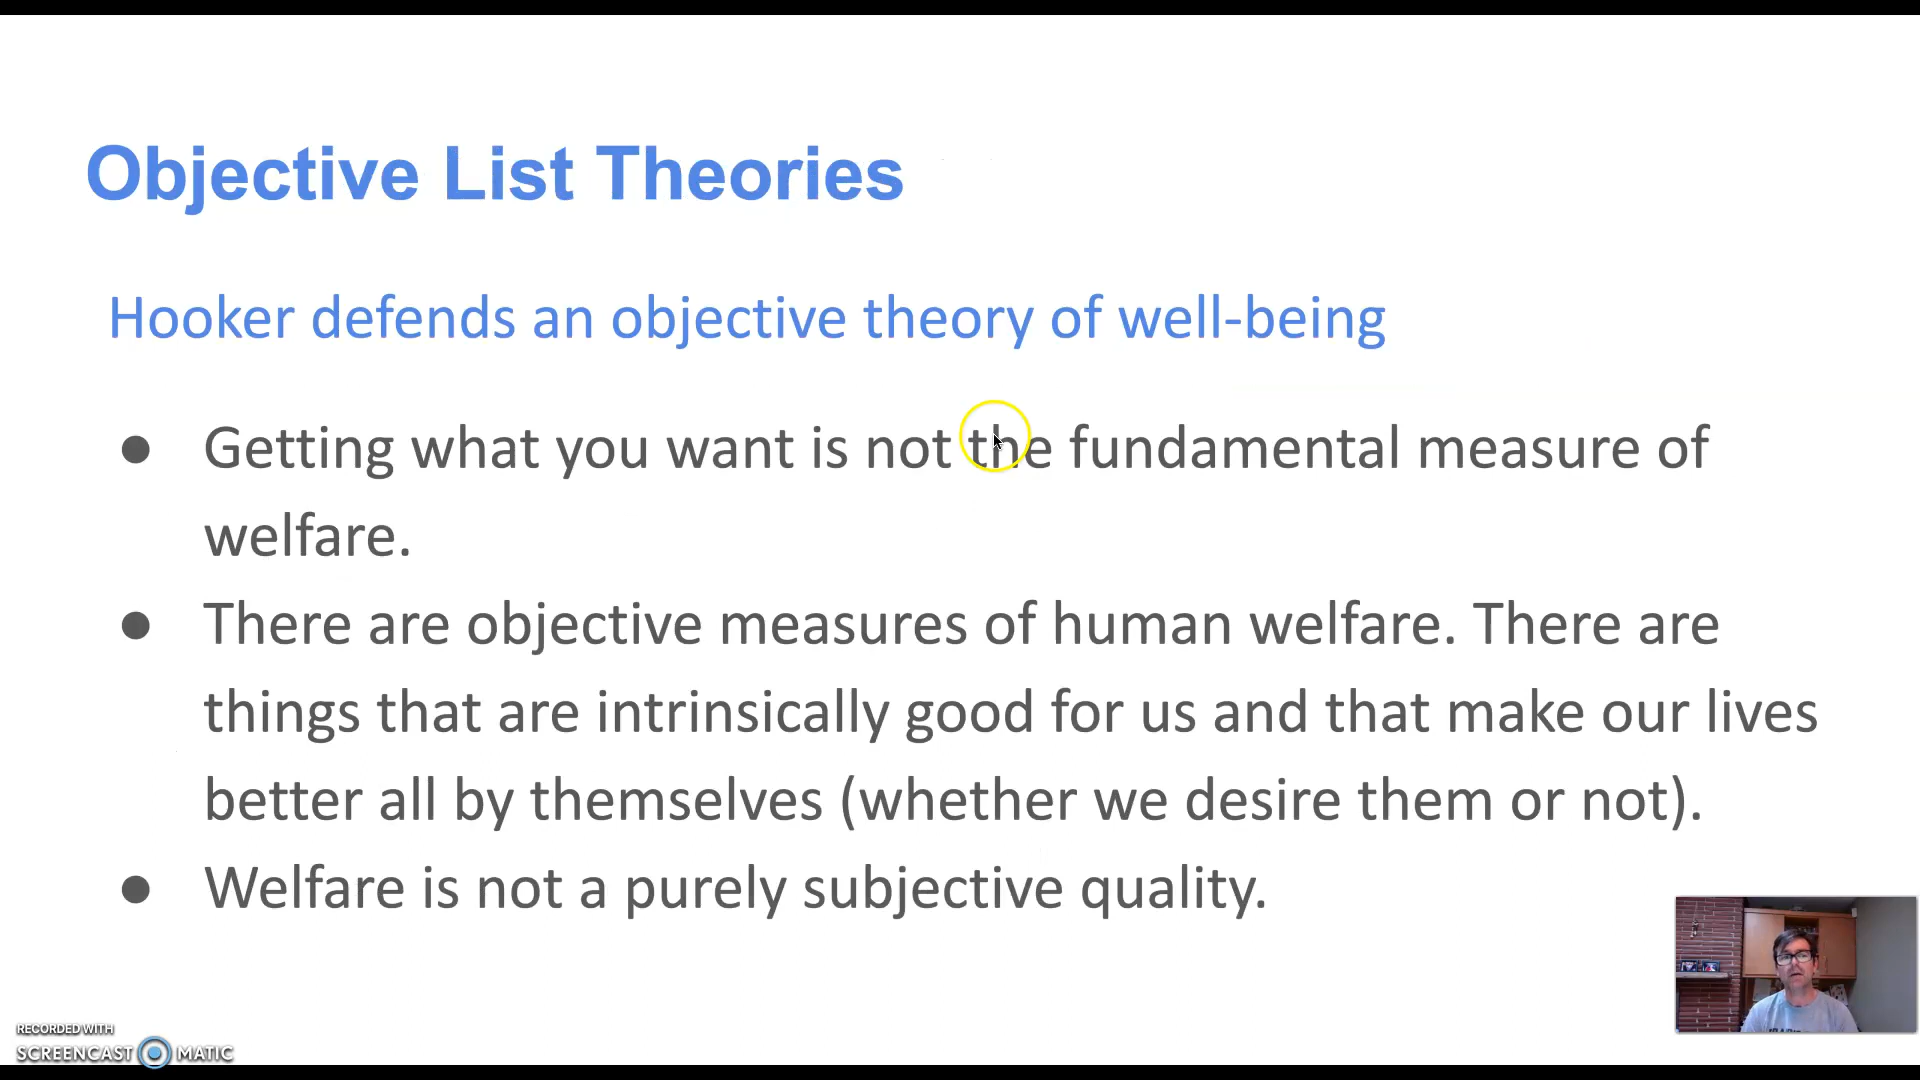 Objective List Theories
Hooker defends an objective theory of well-being
● Getting what you want is not the fundamental measure of
welfare.
● There are objective measures of human welfare. There are
things that are intrinsically good for us and that make our lives
better all by themselves (whether we desire them or not).
● Welfare is not a purely subjective quality.
RECORDED WITH
SCREENCAST MATIC